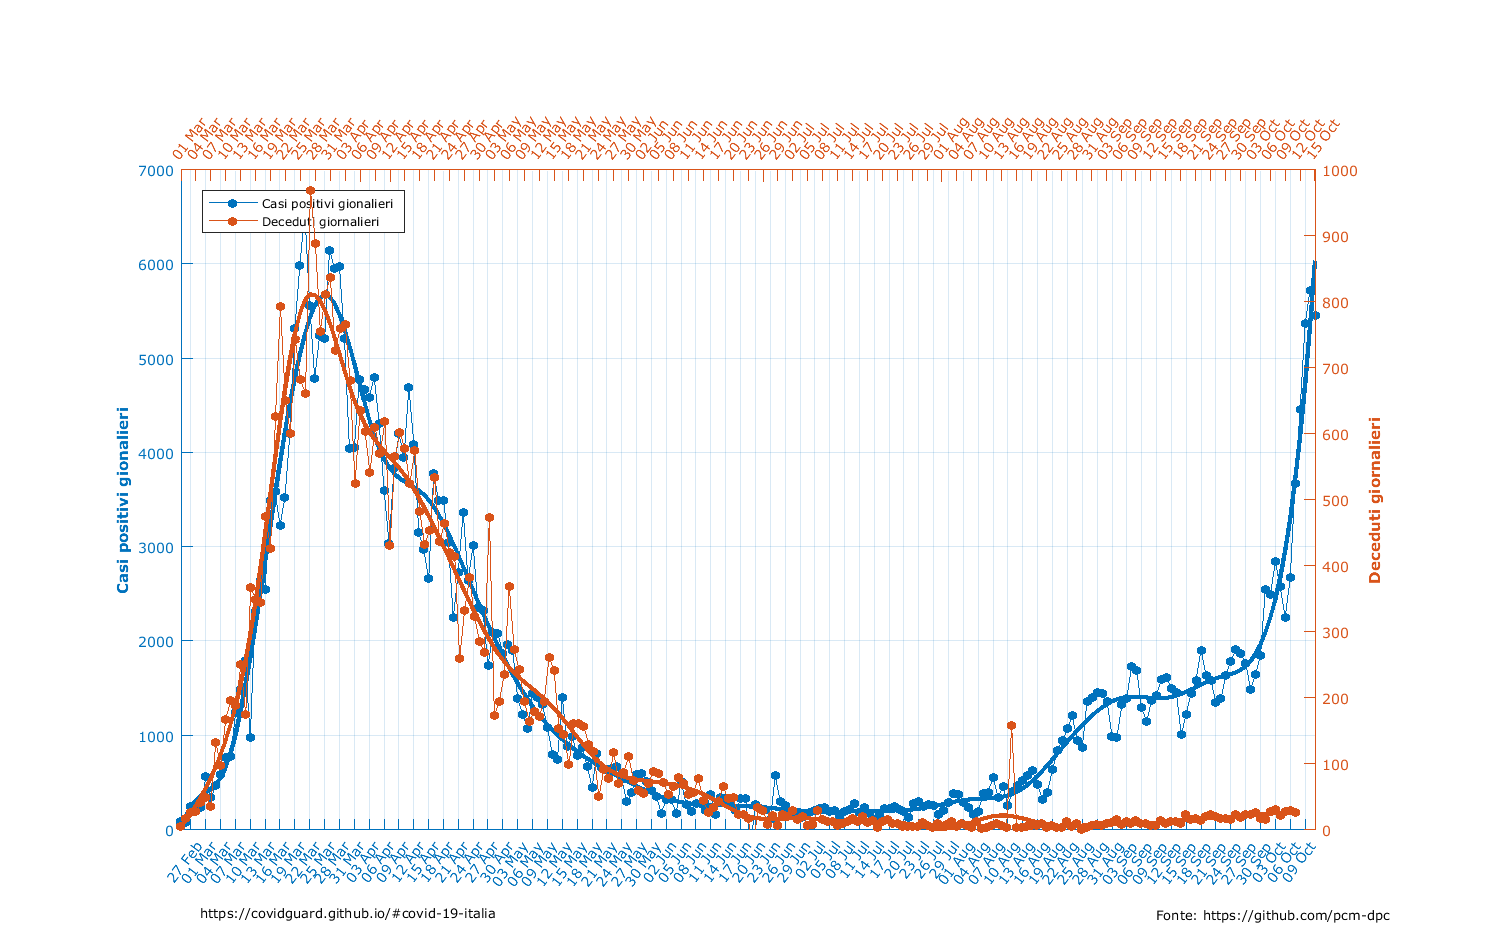 01 Mar
04 Mar
07 Mar
10 Mar
13 Mar
16 Mar
19 Mar
22 Mar
25 Mar
28 Mar
31 Mar
03 Apr
06 Apr
09 Apr
12 Apr
15 Apr
18 Apr
21 Apr
24 Apr
27 Apr
30 Apr
03 May
06 May
09 May
12 May
15 May
18 May
21 May
24 May
27 May
30 May
02 Jun
05 Jun
08 Jun
11 Jun
14 Jun
17 Jun
20 Jun
23 Jun
26 Jun
29 Jun
02 Jul
05 Jul
08 Jul
11 Jul
14 Jul
17 Jul
20 Jul
23 Jul
26 Jul
29 Jul
01 Aug
04 Aug
07 Aug
10 Aug
13 Aug
16 Aug
19 Aug
22 Aug
25 Aug
28 Aug
31 Aug
03 Sep
06 Sep
09 Sep
12 Sep
15 Sep
18 Sep
21 Sep
24 Sep
27 Sep
30 Sep
03 Oct
06 Oct
09 Oct
12 Oct
15 Oct
Casi positivi gionalieri
Deceduti giornalieri
7000
6000
5000
4000
3000
2000
1000
0
Casi positivi gionalieri
1000
900
800
700
600
500
400
300
200
100
0
Deceduti giornalieri
27 Feb
01 Mar
04 Mar
07 Mar
10 Mar
13 Mar
16 Mar
19 Mar
22 Mar
25 Mar
28 Mar
31 Mar
03 Apr
06 Apr
09 Apr
12 Apr
15 Apr
18 Apr
21 Apr
24 Apr
27 Apr
30 Apr
03 May
06 May
09 May
12 May
15 May
18 May
21 May
24 May
27 May
30 May
02 Jun
05 Jun
08 Jun
11 Jun
14 Jun
17 Jun
20 Jun
23 Jun
26 Jun
29 Jun
02 Jul
05 Jul
08 Jul
11 Jul
14 Jul
17 Jul
20 Jul
23 Jul
26 Jul
29 Jul
01 Aug
04 Aug
07 Aug
10 Aug
13 Aug
16 Aug
19 Aug
22 Aug
25 Aug
28 Aug
31 Aug
03 Sep
06 Sep
09 Sep
12 Sep
15 Sep
18 Sep
21 Sep
24 Sep
27 Sep
30 Sep
03 Oct
06 Oct
09 Oct
https://covidguard.github.io/#covid-19-italia
Fonte: https://github.com/pcm-dpc